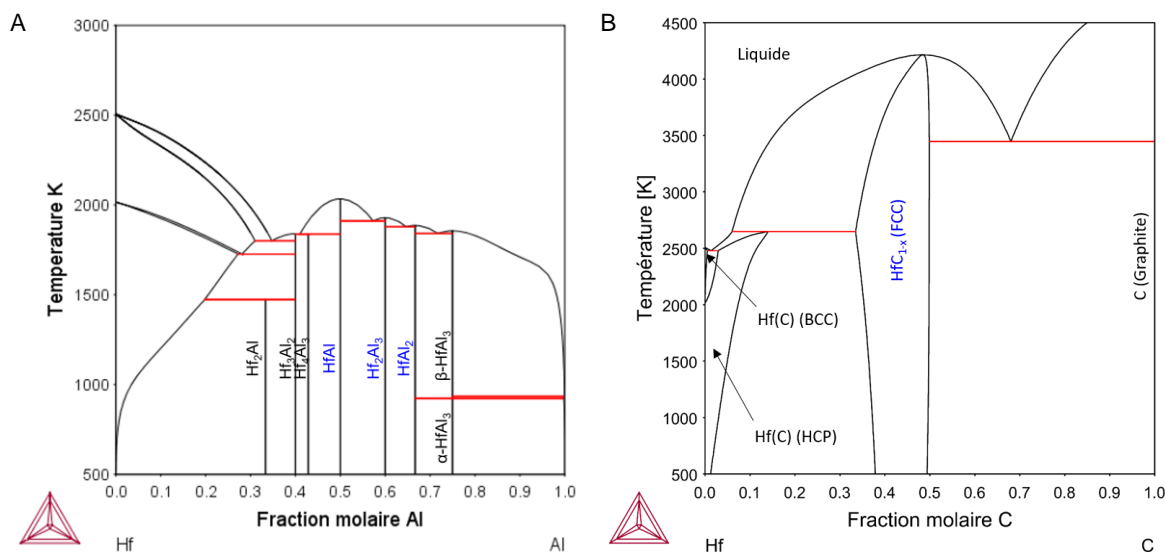 A
3000
2500
2000
1500
1000
500
Temperature K
Hf₂Al
Hf₃Al₂
Hf₄Al₃
HfAl
Hf₂Al₃
HfAl₂
β-HfAl₃
α-HfAl₃
0.0 0.1 0.2 0.3 0.4 0.5 0.6 0.7 0.8 0.9 1.0
Fraction molaire Al
Hf Al
B
4500
4000
3500
3000
2500
2000
1500
1000
500
Température [K]
Liquide
HfC₁₋ₓ (FCC)
C (Graphite)
Hf(C) (BCC)
Hf(C) (HCP)
0.0 0.1 0.2 0.3 0.4 0.5 0.6 0.7 0.8 0.9 1.0
Fraction molaire C
Hf C